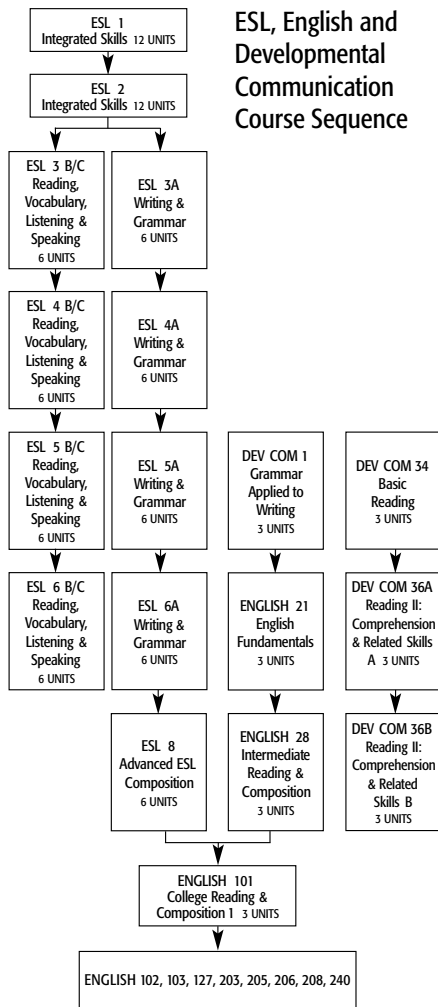 ESL, English and
Developmental
Communication
Course Sequence
ESL 1
Integrated Skills 12 UNITS
ESL 2
Integrated Skills 12 UNITS
ESL 3 B/C
Reading,
Vocabulary,
Listening &
Speaking
6 UNITS
ESL 3A
Writing &
Grammar
6 UNITS
ESL 4 B/C
Reading,
Vocabulary,
Listening &
Speaking
6 UNITS
ESL 4A
Writing &
Grammar
6 UNITS
ESL 5 B/C
Reading,
Vocabulary,
Listening &
Speaking
6 UNITS
ESL 5A
Writing &
Grammar
6 UNITS
DEV COM 1
Grammar
Applied to
Writing
3 UNITS
DEV COM 34
Basic
Reading
3 UNITS
ESL 6 B/C
Reading,
Vocabulary,
Listening &
Speaking
6 UNITS
ESL 6A
Writing &
Grammar
6 UNITS
ENGLISH 21
English
Fundamentals
3 UNITS
DEV COM 36A
Reading II:
Comprehension
& Related Skills
A 3 UNITS
ESL 8
Advanced ESL
Composition
6 UNITS
ENGLISH 28
Intermediate
Reading &
Composition
3 UNITS
DEV COM 36B
Reading II:
Comprehension
& Related
Skills B
3 UNITS
ENGLISH 101
College Reading &
Composition 1 3 UNITS
ENGLISH 102, 103, 127, 203, 205, 206, 208, 240